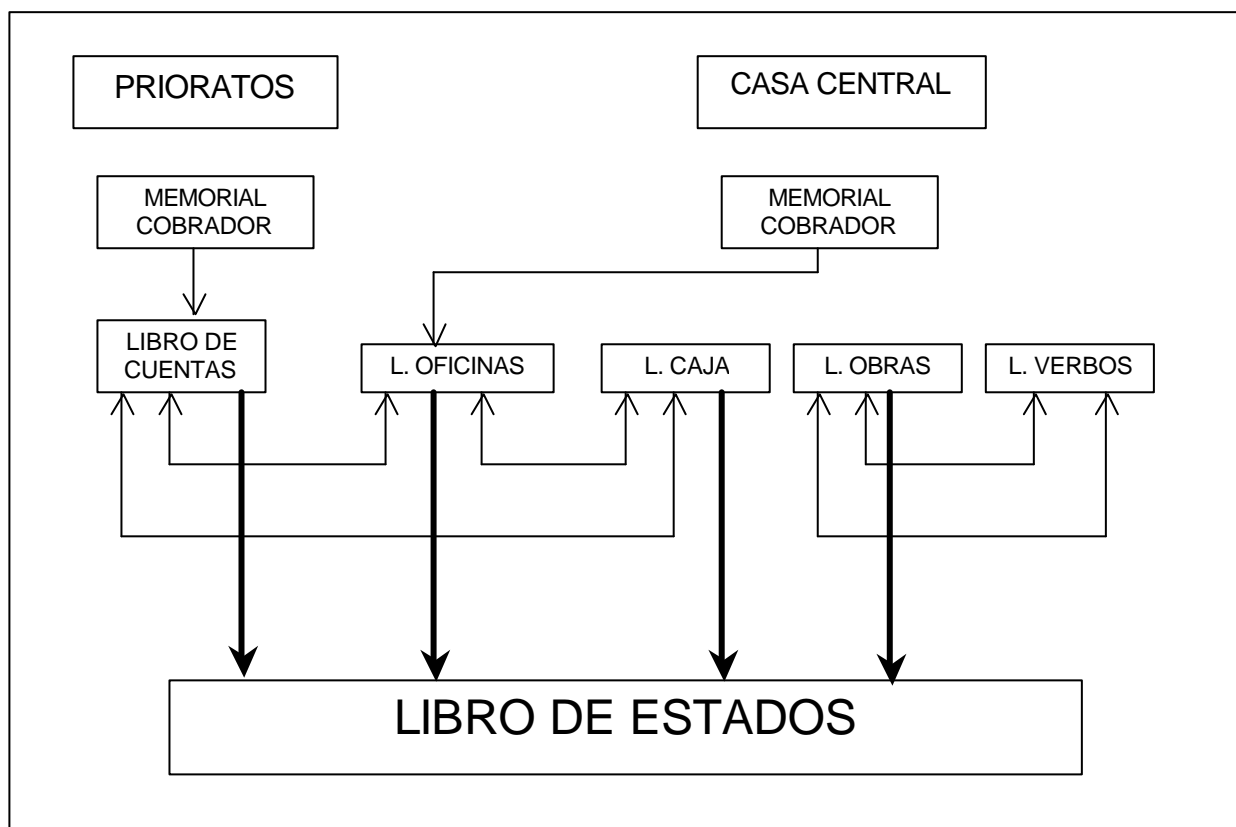 PRIORATOS
CASA CENTRAL
MEMORIAL
COBRADOR
MEMORIAL
COBRADOR
LIBRO DE
CUENTAS
L. OFICINAS
L. CAJA
L. OBRAS
L. VERBOS
LIBRO DE ESTADOS